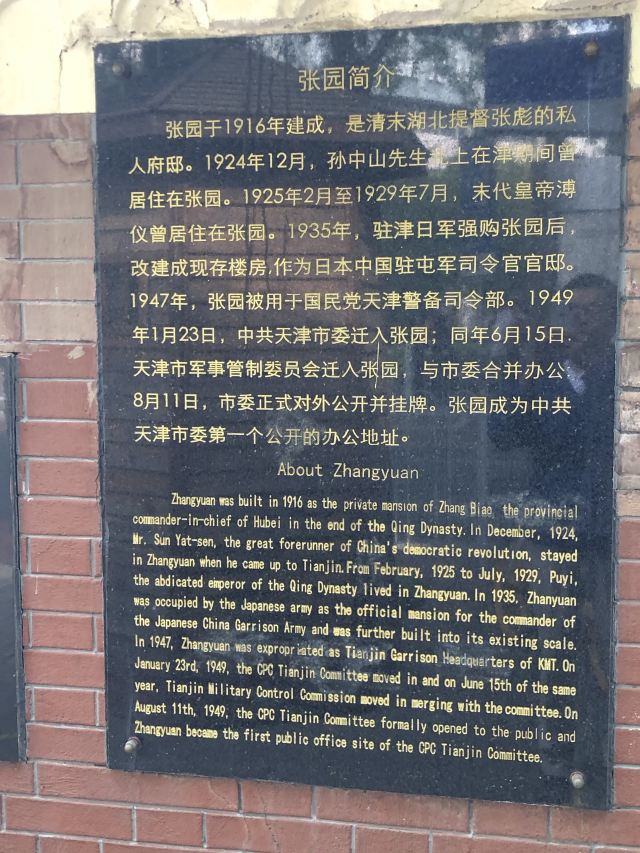 张园简介
张园于1916年建成，是清末湖北提督张彪的私
人府邸。1924年12月，孙中山先生北上在津期间曾
居住在张园。1925年2月至1929年7月，末代皇帝溥
仪曾居住在张园。1935年，驻津日军强购张园后，
改建成现存楼房,作为日本中国驻屯军司令官官邸。
1947年，张园被用于国民党天津警备司令部。1949
年1月23日，中共天津市委迁入张园；同年6月15日.
天津市军事管制委员会迁入张园，与市委合并办公.
8月11日，市委正式对外公开并挂牌。张园成为中共
天津市委第一个公开的办公地址。
About Zhangyuan
Zhangyuan was built in 1916 as the private mansion of Zhang Biao, the provincial
commander-in-chief of Hubei in the end of the Qing Dynasty. In December, 1924,
Mr. Sun Yat-sen, the great forerunner of China's democratic revolution, stayed
in Zhangyuan when he came up to Tianjin. From February, 1925 to July, 1929, Puyi,
the abdicated emperor of the Qing Dynasty lived in Zhangyuan. In 1935, Zhanyuan
was occupied by the Japanese army as the official mansion for the commander of
the Japanese China Garrison Army and was further built into its existing scale.
In 1947, Zhangyuan was expropriated as Tianjin Garrison Headquarters of KMT. On
January 23rd, 1949, the CPC Tianjin Committee moved in and on June 15th of the same
year, Tianjin Military Control Commission moved in merging with the committee. On
August 11th, 1949, the CPC Tianjin Committee formally opened to the public and
Zhangyuan became the first public office site of the CPC Tianjin Committee.